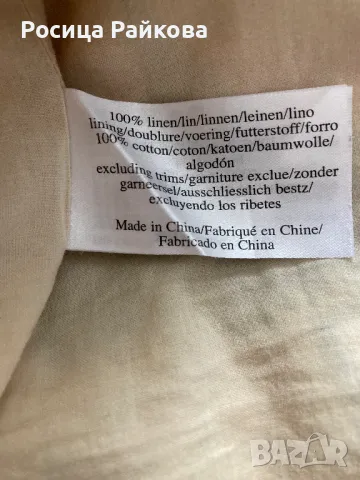 Росица Райкова
100% linen/lin/linnen/leinen/lino
lining/doublure/voering/futterstoff/forro
100% cotton/coton/katoen/baumwolle/
algodón
excluding trims/garniture exclue/zonder
garneersel/ausschliesslich bestz/
excluyendo los ribetes
Made in China/Fabriqué en Chine/
Fabricado en China
BAZAR